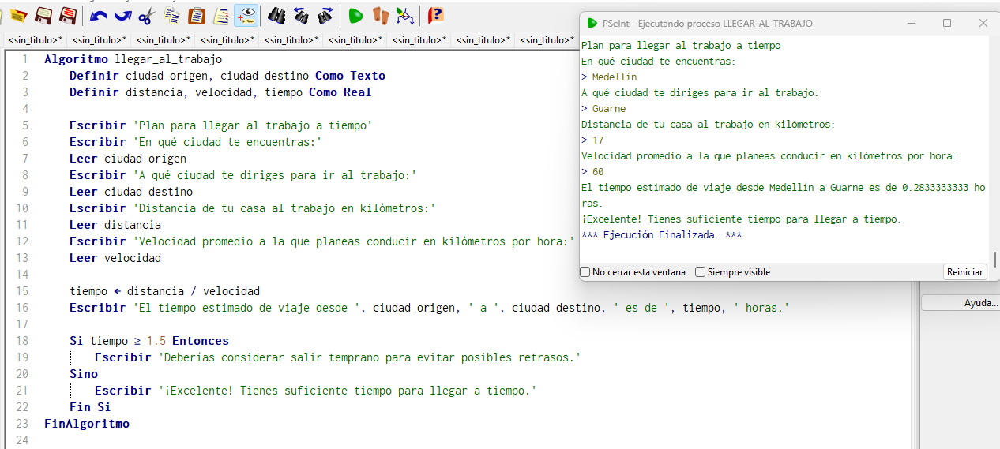 <sin_titulo>* <sin_titulo>* <sin_titulo>* <sin_titulo>* <sin_titulo>* <sin_titulo>* <sin_titulo>* <sin_titulo>* <sin_titulo>*
1 Algoritmo llegar_al_trabajo
2 Definir ciudad_origen, ciudad_destino Como Texto
3 Definir distancia, velocidad, tiempo Como Real
4
5 Escribir 'Plan para llegar al trabajo a tiempo'
6 Escribir 'En qué ciudad te encuentras:'
7 Leer ciudad_origen
8 Escribir 'A qué ciudad te diriges para ir al trabajo:'
9 Leer ciudad_destino
10 Escribir 'Distancia de tu casa al trabajo en kilómetros:'
11 Leer distancia
12 Escribir 'Velocidad promedio a la que planeas conducir en kilómetros por hora:'
13 Leer velocidad
14
15 tiempo ← distancia / velocidad
16 Escribir 'El tiempo estimado de viaje desde ', ciudad_origen, ' a ', ciudad_destino, ' es de ', tiempo, ' horas.'
17
18 Si tiempo ≥ 1.5 Entonces
19 Escribir 'Deberías considerar salir temprano para evitar posibles retrasos.'
20 Sino
21 Escribir '¡Excelente! Tienes suficiente tiempo para llegar a tiempo.'
22 Fin Si
23 FinAlgoritmo
24
PSeInt - Ejecutando proceso LLEGAR_AL_TRABAJO
Plan para llegar al trabajo a tiempo
En qué ciudad te encuentras:
> Medellín
A qué ciudad te diriges para ir al trabajo:
> Guarne
Distancia de tu casa al trabajo en kilómetros:
> 17
Velocidad promedio a la que planeas conducir en kilómetros por hora:
> 60
El tiempo estimado de viaje desde Medellín a Guarne es de 0.2833333333 ho
ras.
¡Excelente! Tienes suficiente tiempo para llegar a tiempo.
*** Ejecución Finalizada. ***
No cerrar esta ventana Siempre visible Reiniciar
Ayuda...